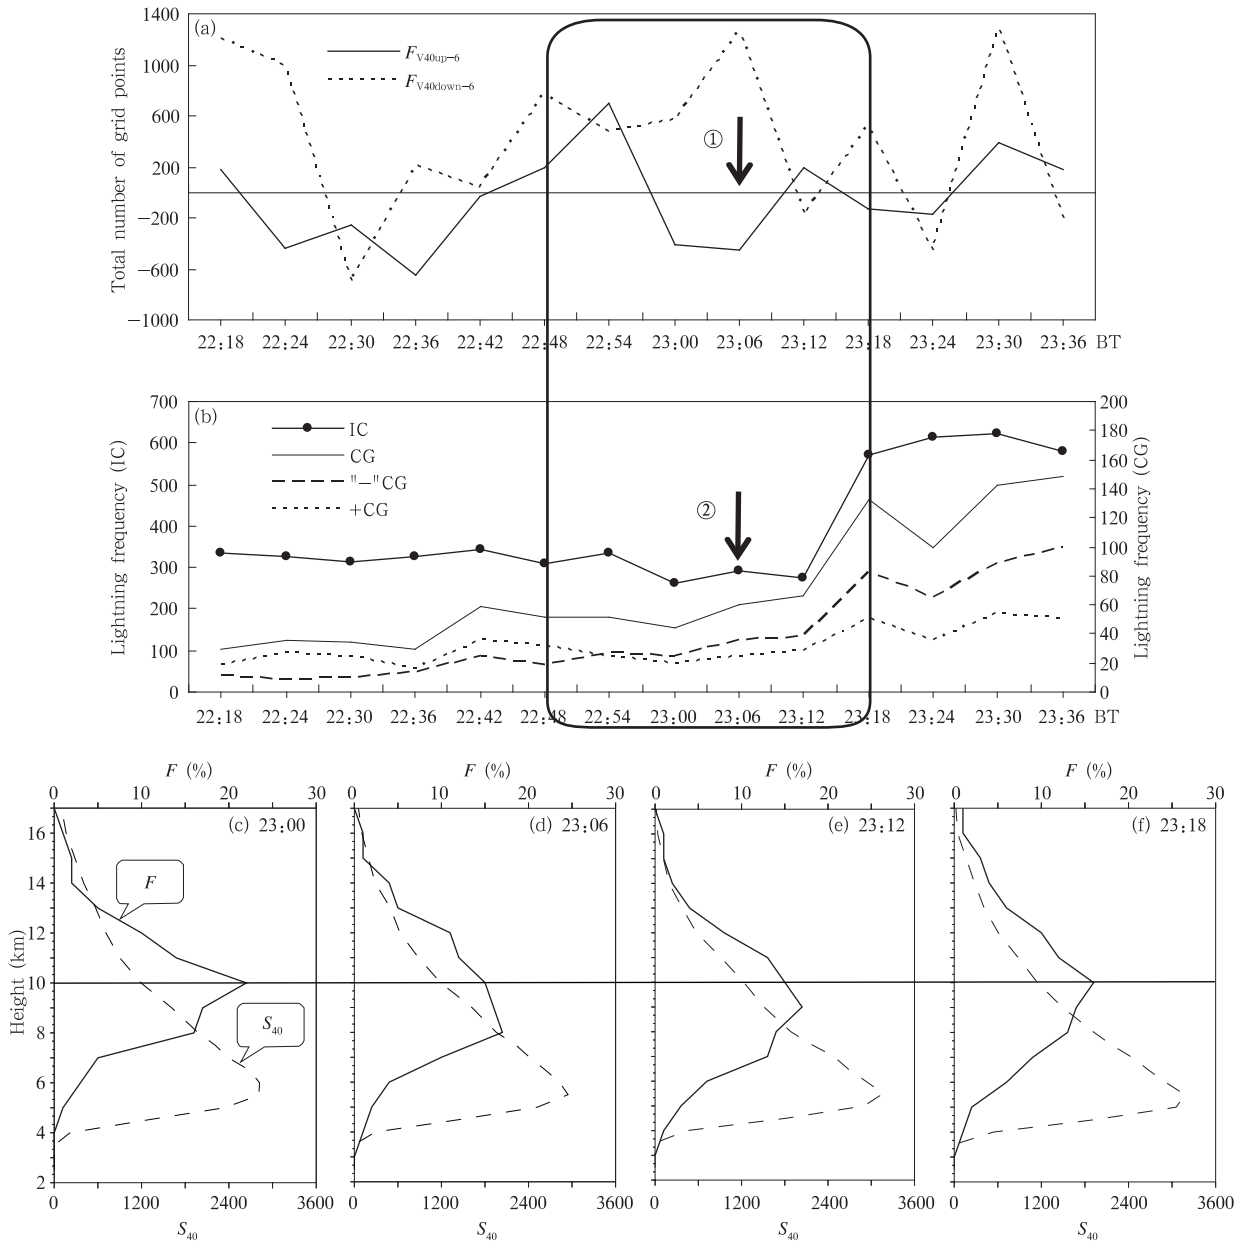 (a)
F_V40up-6
F_V40down-6
Total number of grid points
1400
1000
600
200
−200
−600
−1000
①
22:18 22:24 22:30 22:36 22:42 22:48 22:54 23:00 23:06 23:12 23:18 23:24 23:30 23:36 BT
(b)
IC
CG
"−"CG
+CG
Lightning frequency (IC)
700
600
500
400
300
200
100
0
②
Lightning frequency (CG)
200
180
160
140
120
100
80
60
40
20
0
22:18 22:24 22:30 22:36 22:42 22:48 22:54 23:00 23:06 23:12 23:18 23:24 23:30 23:36 BT
F (%) F (%) F (%) F (%)
0 10 20 30 0 10 20 30 0 10 20 30 0 10 20 30
(c) 23:00 (d) 23:06 (e) 23:12 (f) 23:18
F
S40
Height (km)
16
14
12
10
8
6
4
2
0 1200 2400 3600 0 1200 2400 3600 0 1200 2400 3600 0 1200 2400 3600
S40 S40 S40 S40